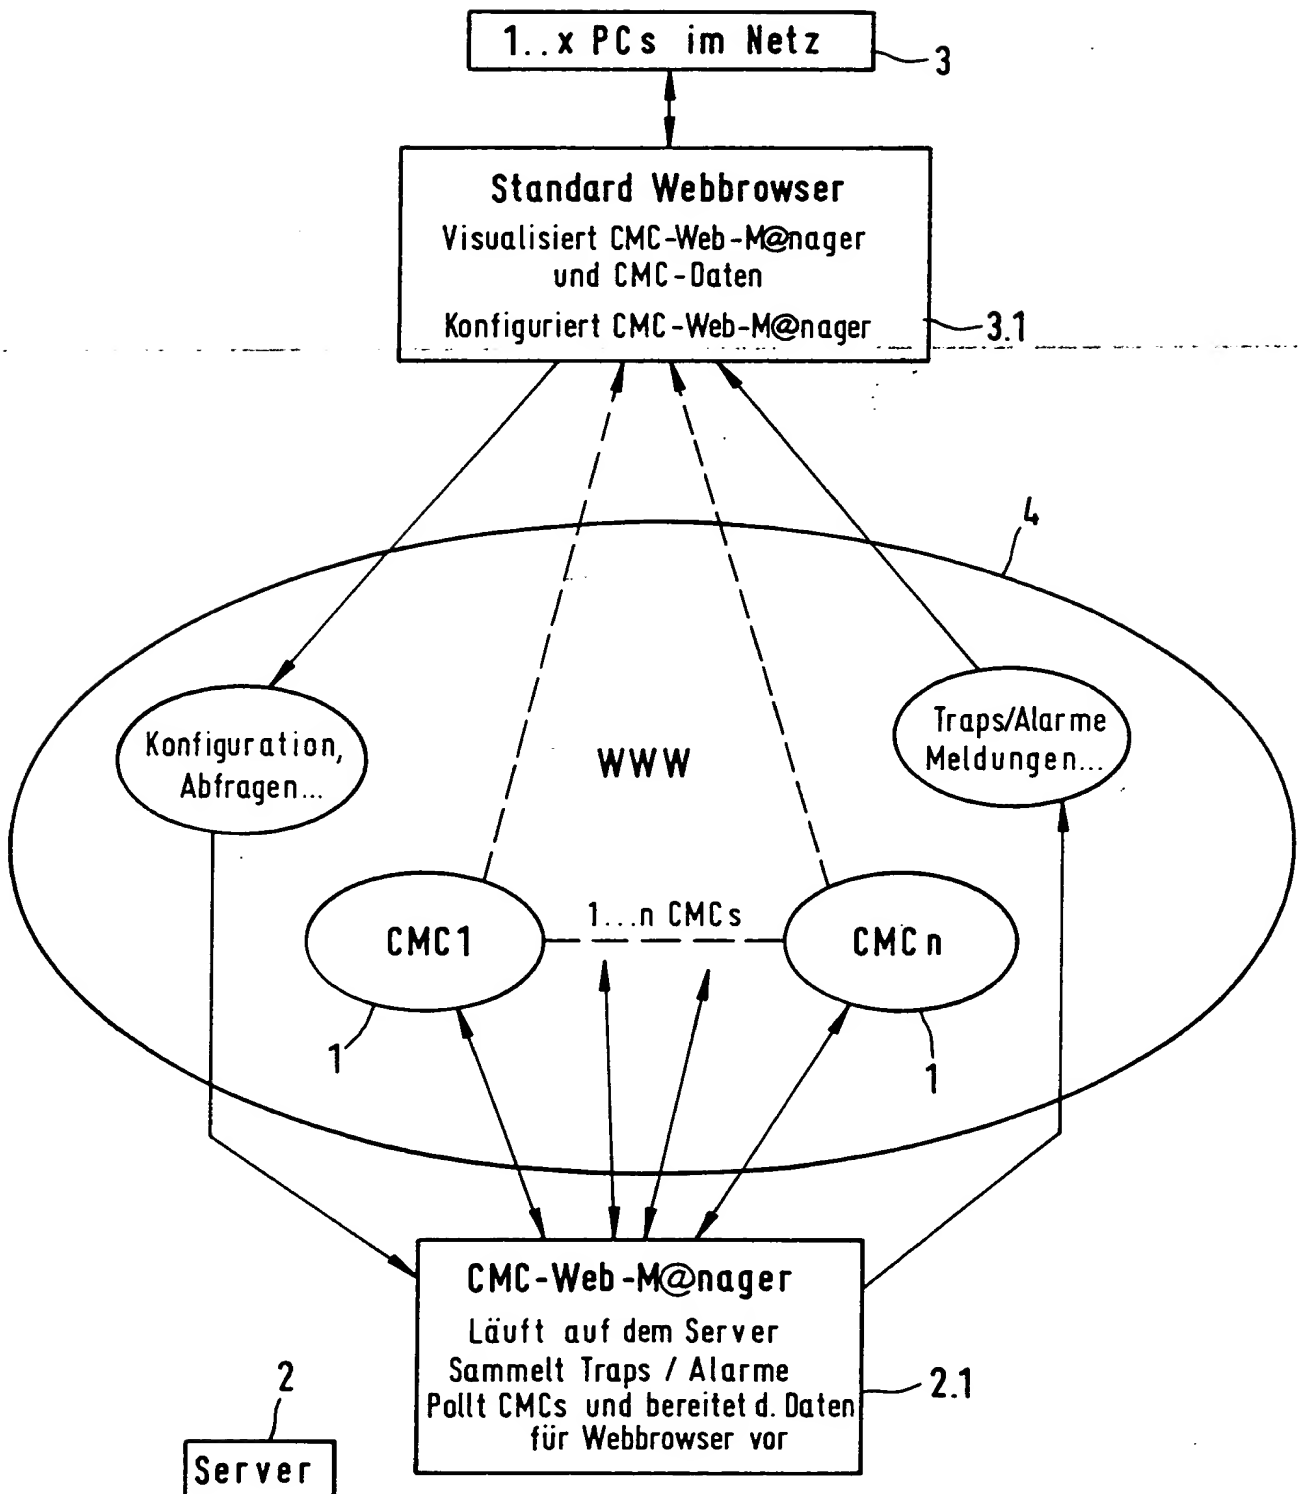 1..x PCs im Netz
3
Standard Webbrowser
Visualisiert CMC-Web-M@nager
und CMC-Daten
Konfiguriert CMC-Web-M@nager
3.1
4
Konfiguration,
Abfragen...
WWW
Traps/Alarme
Meldungen...
1...n CMCs
CMC1
CMCn
1
1
CMC-Web-M@nager
Läuft auf dem Server
Sammelt Traps / Alarme
Pollt CMCs und bereitet d. Daten
für Webbrowser vor
2.1
2
Server